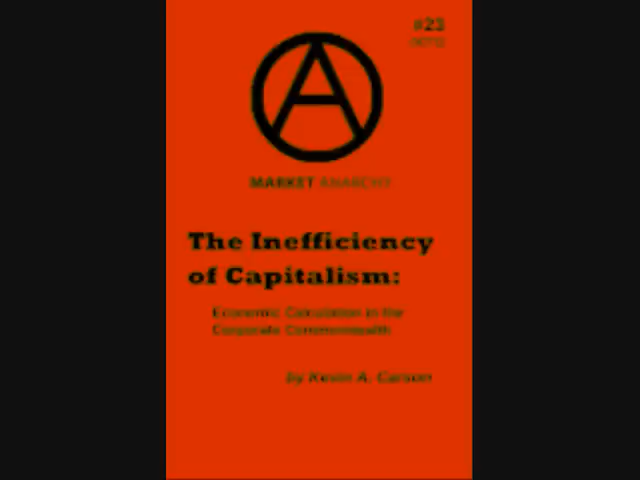 #23
MARKET ANARCHY
The Inefficiency
of Capitalism:
Economic Calculation in the
Corporate Commonwealth
by Kevin A. Carson